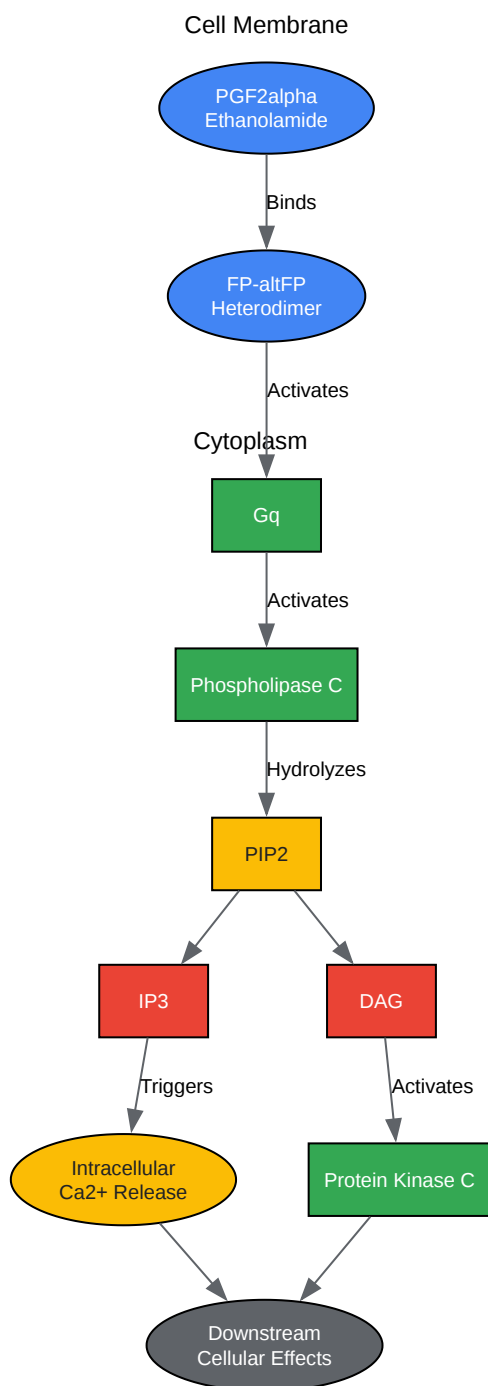 Cell Membrane
PGF2alpha
Ethanolamide
Binds
FP-altFP
Heterodimer
Activates
Cytoplasm
Gq
Activates
Phospholipase C
Hydrolyzes
PIP2
IP3
DAG
Triggers
Activates
Intracellular
Ca2+ Release
Protein Kinase C
Downstream
Cellular Effects